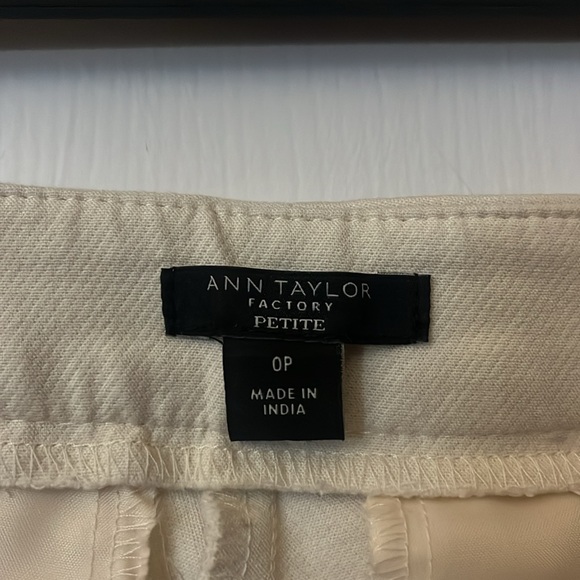 ANN TAYLOR
FACTORY
PETITE
0P
MADE IN
INDIA